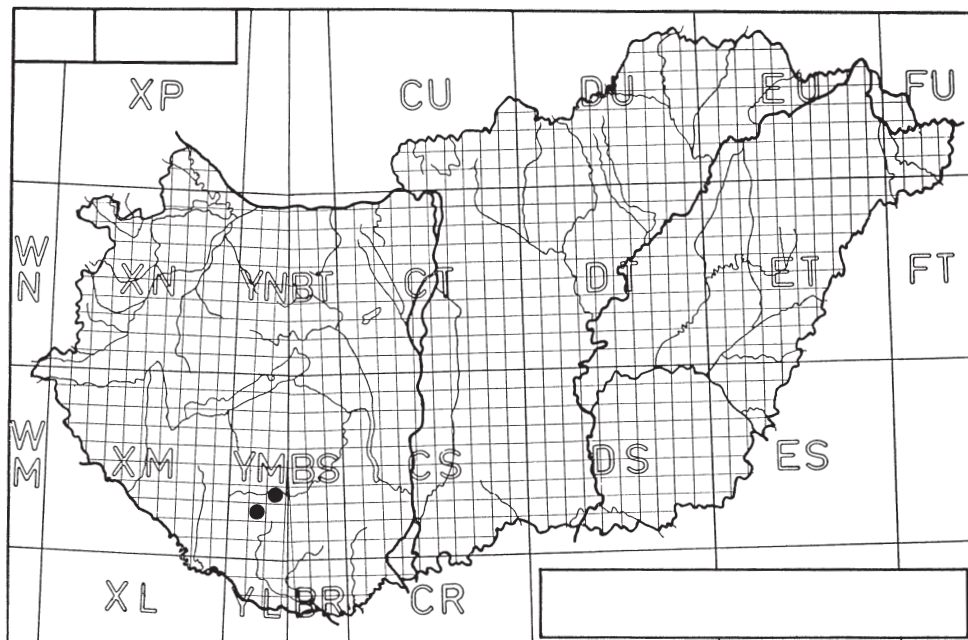 XP CU DU EU FU
WN XN YN BT CT DT ET FT
WM XM YM BS CS DS ES
XL YL BR CR